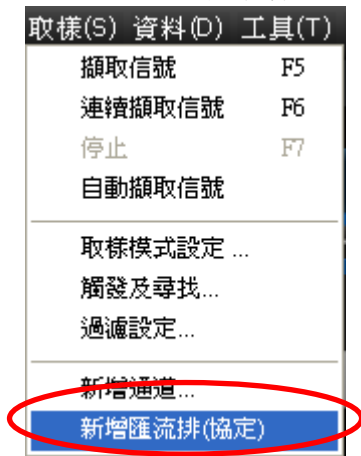 取樣(S) 資料(D) 工具(T)
擷取信號 F5
連續擷取信號 F6
停止 F7
自動擷取信號
取樣模式設定 ...
觸發及尋找...
過濾設定...
新增通道...
新增匯流排(協定)